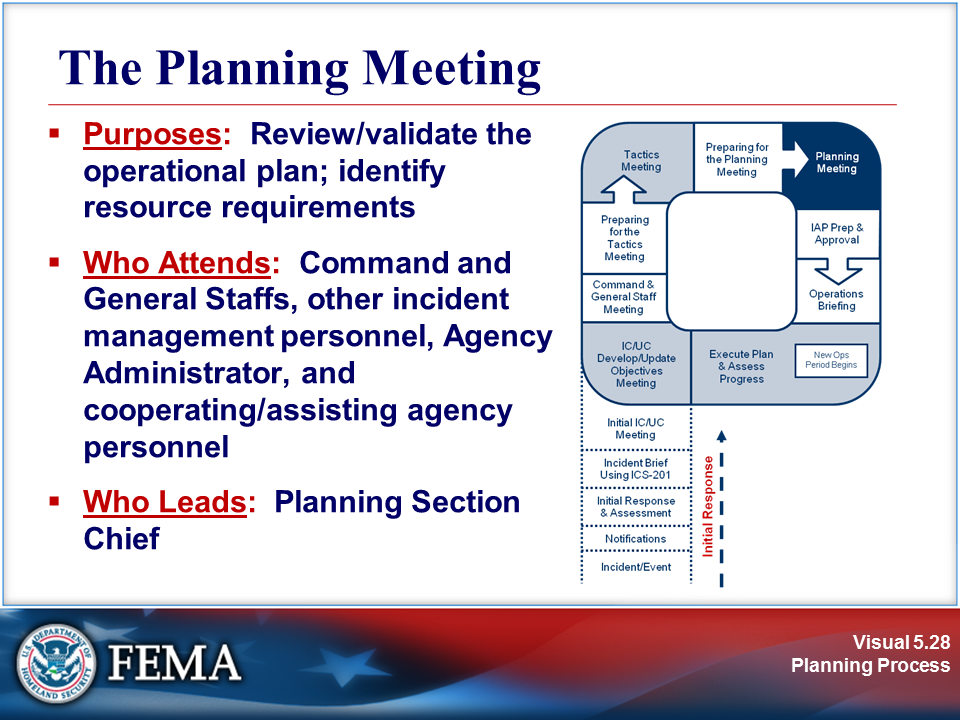 The Planning Meeting
▪ Purposes: Review/validate the
operational plan; identify
resource requirements
▪ Who Attends: Command and
General Staffs, other incident
management personnel, Agency
Administrator, and
cooperating/assisting agency
personnel
▪ Who Leads: Planning Section
Chief
Tactics
Meeting
Preparing for
the Planning
Meeting
Planning
Meeting
Preparing
for the
Tactics
Meeting
IAP Prep &
Approval
Command &
General Staff
Meeting
Operations
Briefing
IC/UC
Develop/Update
Objectives
Meeting
Execute Plan
& Assess
Progress
New Ops
Period Begins
Initial IC/UC
Meeting
Incident Brief
Using ICS-201
Initial Response
& Assessment
Notifications
Incident/Event
Initial Response
U.S. DEPARTMENT OF
HOMELAND SECURITY
FEMA
Visual 5.28
Planning Process